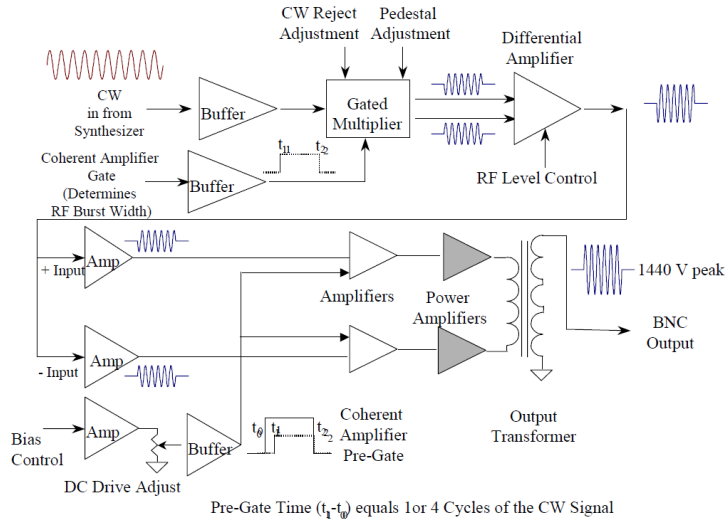 CW Reject
Adjustment
Pedestal
Adjustment
Differential
Amplifier
CW
in from
Synthesizer
Buffer
Gated
Multiplier
Coherent Amplifier
Gate
(Determines
RF Burst Width)
Buffer
t1
t2
RF Level Control
+ Input
Amp
Amplifiers
Power
Amplifiers
1440 V peak
BNC
Output
- Input
Amp
Bias
Control
Amp
DC Drive Adjust
Buffer
t0
t1
t2
Coherent
Amplifier
Pre-Gate
Output
Transformer
Pre-Gate Time (t1-t0) equals 1or 4 Cycles of the CW Signal